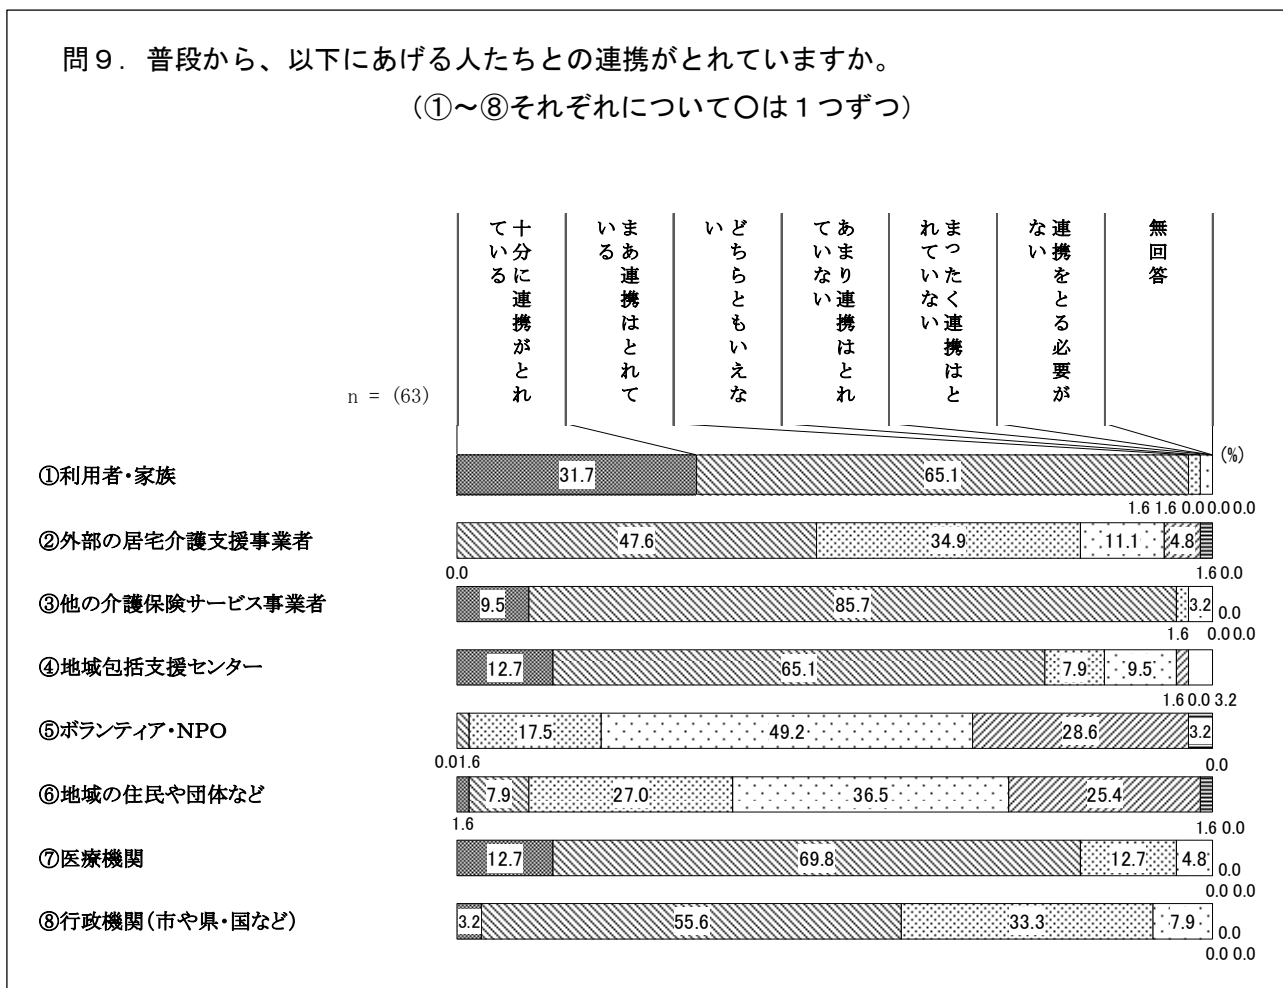 問９．普段から、以下にあげる人たちとの連携がとれていますか。
（①～⑧それぞれについて〇は１つずつ）
十分に連携がとれ
ている
まあ連携はとれて
いる
どちらともいえな
い
あまり連携はとれ
ていない
まったく連携はと
れていない
連携をとる必要が
ない
無回答
n = (63)
(%)
①利用者・家族
31.7 65.1
1.6 1.6 0.0 0.0 0.0
②外部の居宅介護支援事業者
47.6 34.9 11.1 4.8
0.0 1.6 0.0
③他の介護保険サービス事業者
9.5 85.7 3.2 0.0
1.6 0.0 0.0
④地域包括支援センター
12.7 65.1 7.9 9.5
1.6 0.0 3.2
⑤ボランティア・NPO
17.5 49.2 28.6 3.2
0.0 1.6 0.0
⑥地域の住民や団体など
7.9 27.0 36.5 25.4
1.6 1.6 0.0
⑦医療機関
12.7 69.8 12.7 4.8 0.0
0.0 0.0
⑧行政機関（市や県・国など）
3.2 55.6 33.3 7.9 0.0
0.0 0.0